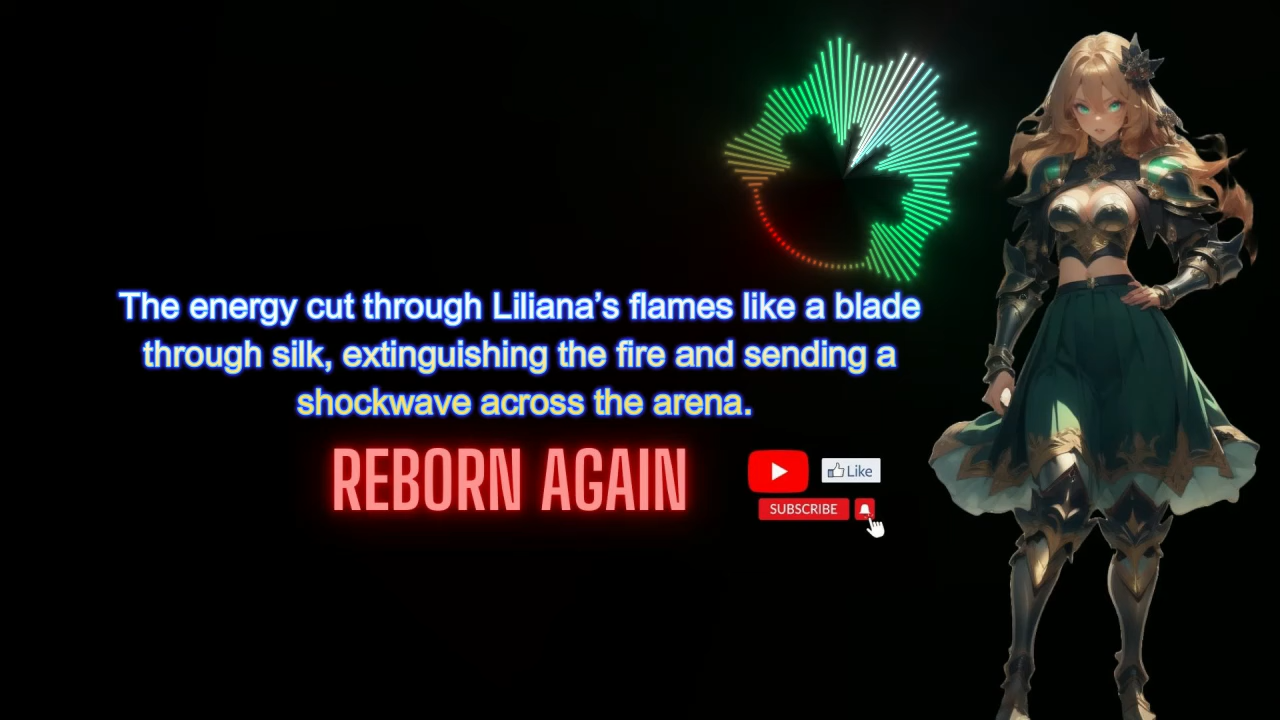 The energy cut through Liliana’s flames like a blade
through silk, extinguishing the fire and sending a
shockwave across the arena.
REBORN AGAIN
Like
SUBSCRIBE